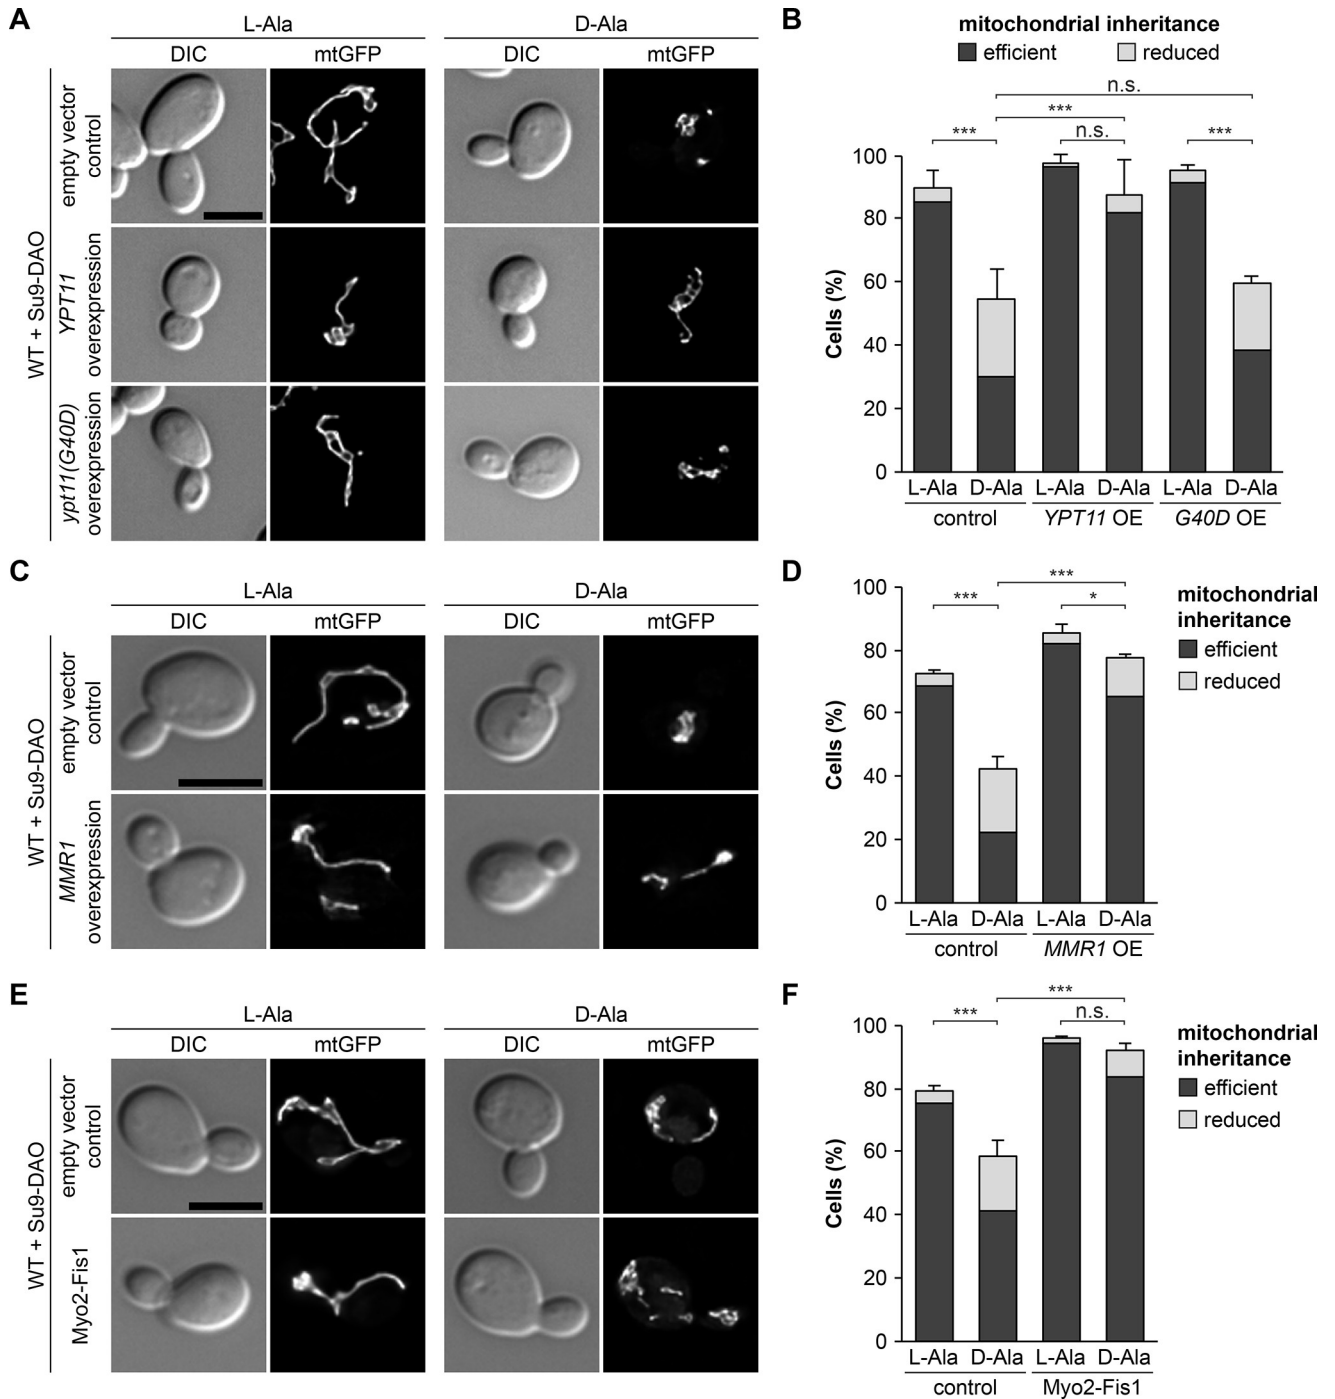 A
L-Ala
D-Ala
DIC
mtGFP
DIC
mtGFP
WT + Su9-DAO
empty vector
control
YPT11
overexpression
ypt11(G40D)
overexpression
B
mitochondrial inheritance
efficient
reduced
n.s.
***
***
n.s.
***
Cells (%)
100
80
60
40
20
0
L-Ala D-Ala L-Ala D-Ala L-Ala D-Ala
control
YPT11 OE
G40D OE
C
L-Ala
D-Ala
DIC
mtGFP
DIC
mtGFP
WT + Su9-DAO
empty vector
control
MMR1
overexpression
D
***
***
*
Cells (%)
100
80
60
40
20
0
L-Ala D-Ala L-Ala D-Ala
control
MMR1 OE
mitochondrial
inheritance
efficient
reduced
E
L-Ala
D-Ala
DIC
mtGFP
DIC
mtGFP
WT + Su9-DAO
empty vector
control
Myo2-Fis1
F
***
***
n.s.
Cells (%)
100
80
60
40
20
0
L-Ala D-Ala L-Ala D-Ala
control
Myo2-Fis1
mitochondrial
inheritance
efficient
reduced